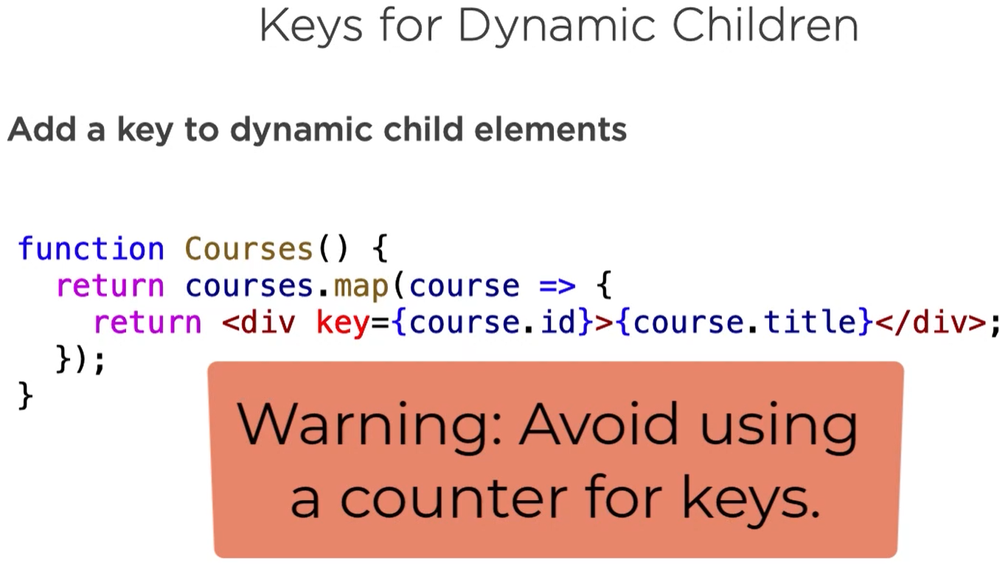 Keys for Dynamic Children
Add a key to dynamic child elements
function Courses() {
  return courses.map(course => {
    return <div key={course.id}>{course.title}</div>;
  });
}
Warning: Avoid using
a counter for keys.